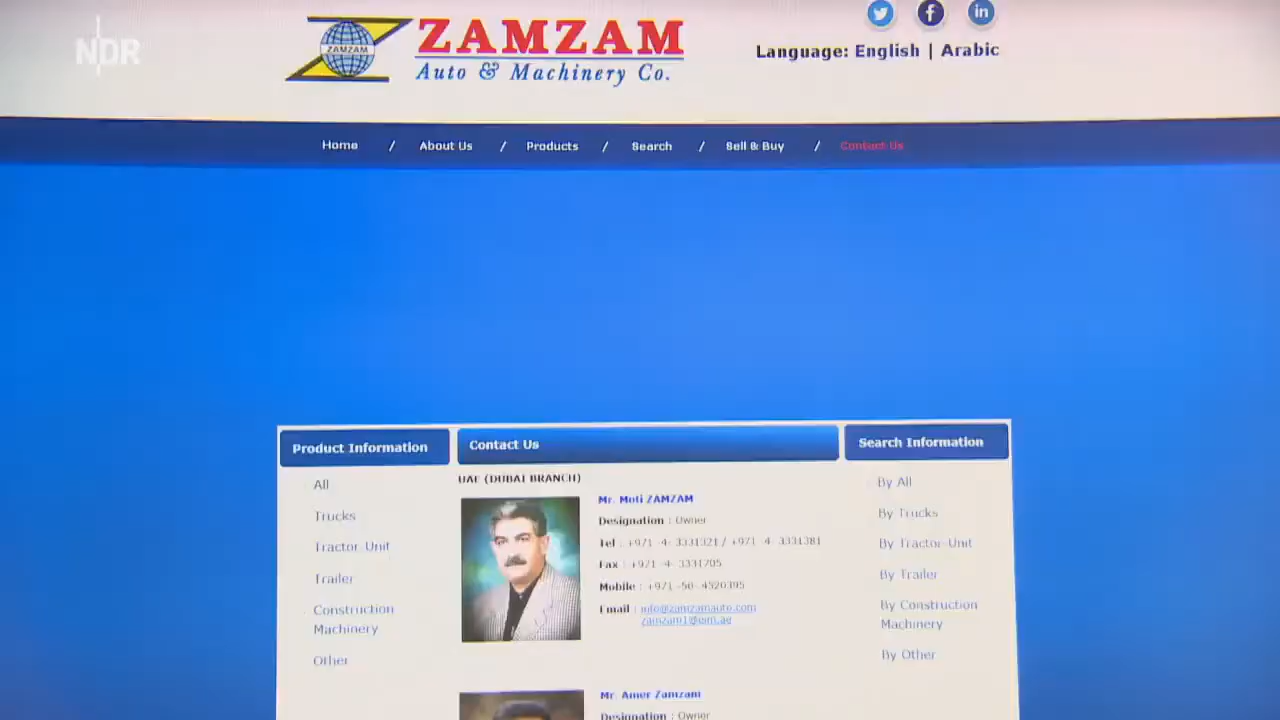 NDR
ZAMZAM
ZAMZAM
Auto & Machinery Co.
Language: English | Arabic
Home / About Us / Products / Search / Sell & Buy / Contact Us
Product Information
All
Trucks
Tractor Unit
Trailer
Construction
Machinery
Other
Contact Us
UAE (DUBAI BRANCH)
Mr. Moti ZAMZAM
Designation : Owner
Tel : +971 -4- 3331321 / +971 -4- 3331381
Fax : +971 -4- 3331705
Mobile : +971 -50-4520395
Email : info@zamzamauto.com
zamzam1@eim.ae
Mr. Amer Zamzam
Designation : Owner
Search Information
By All
By Trucks
By Tractor Unit
By Trailer
By Construction
Machinery
By Other